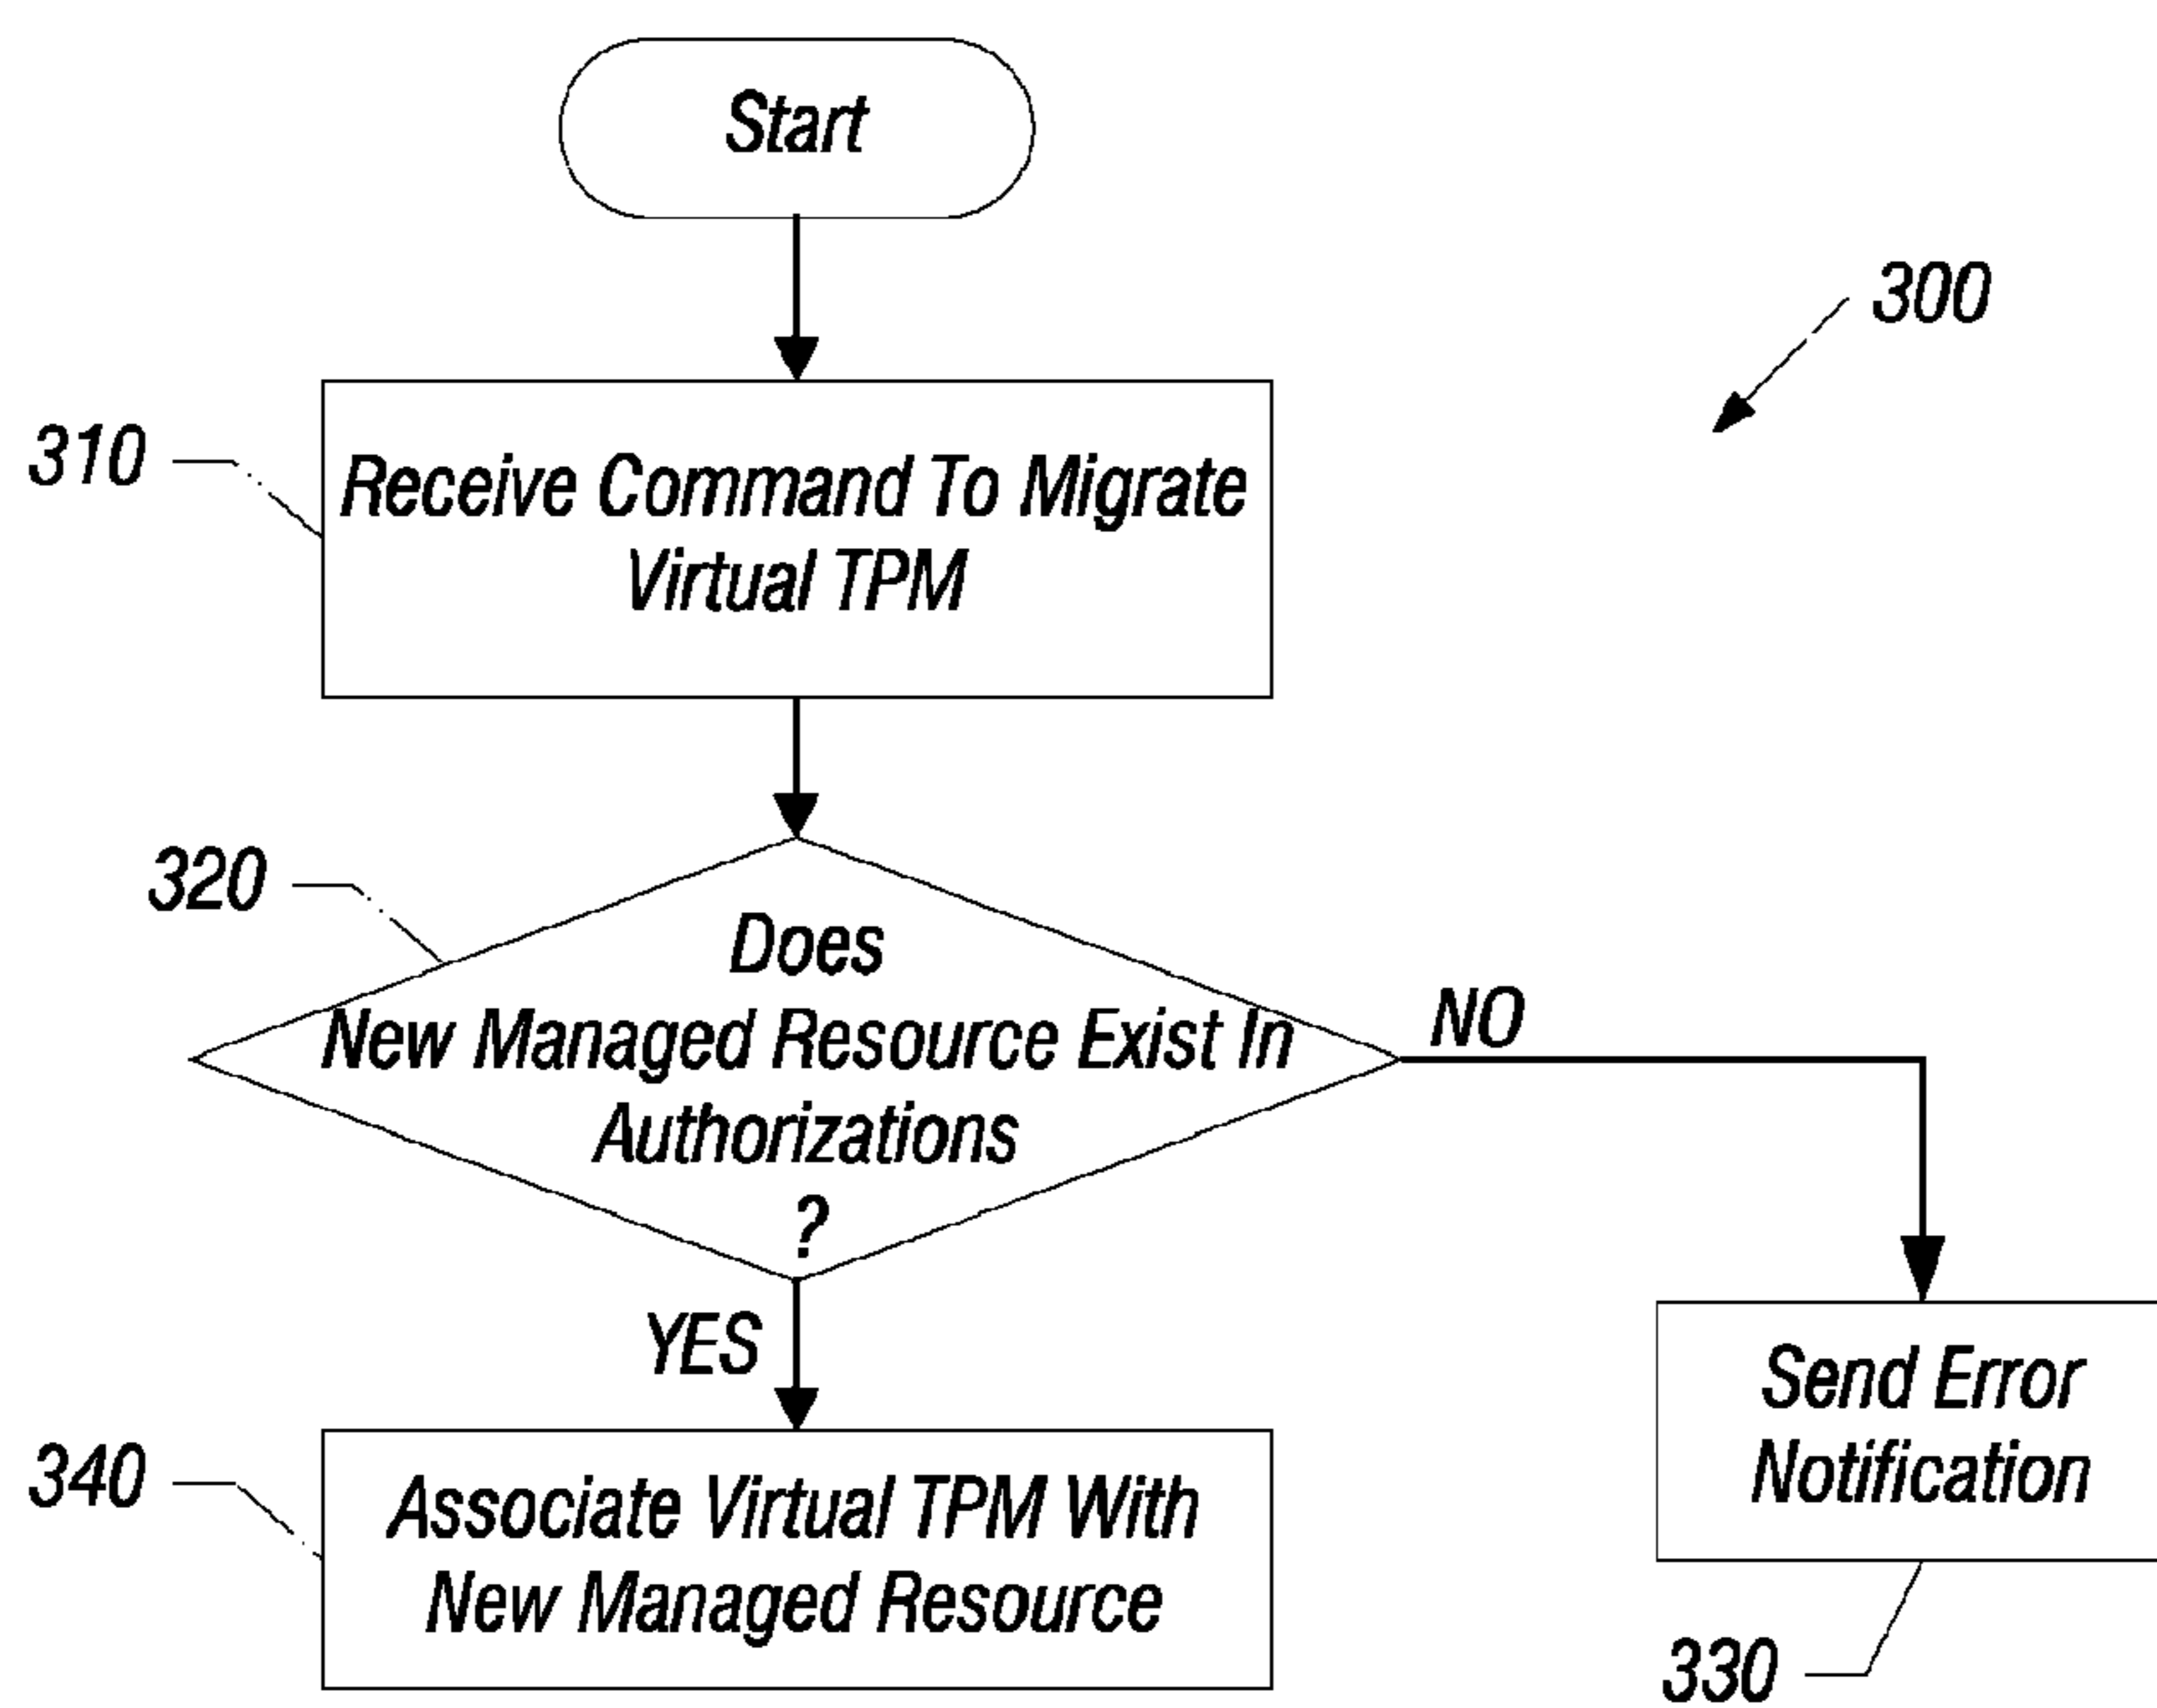 Start
300
310
Receive Command To Migrate
Virtual TPM
320
Does
New Managed Resource Exist In
Authorizations
?
NO
YES
Send Error
Notification
340
Associate Virtual TPM With
New Managed Resource
330